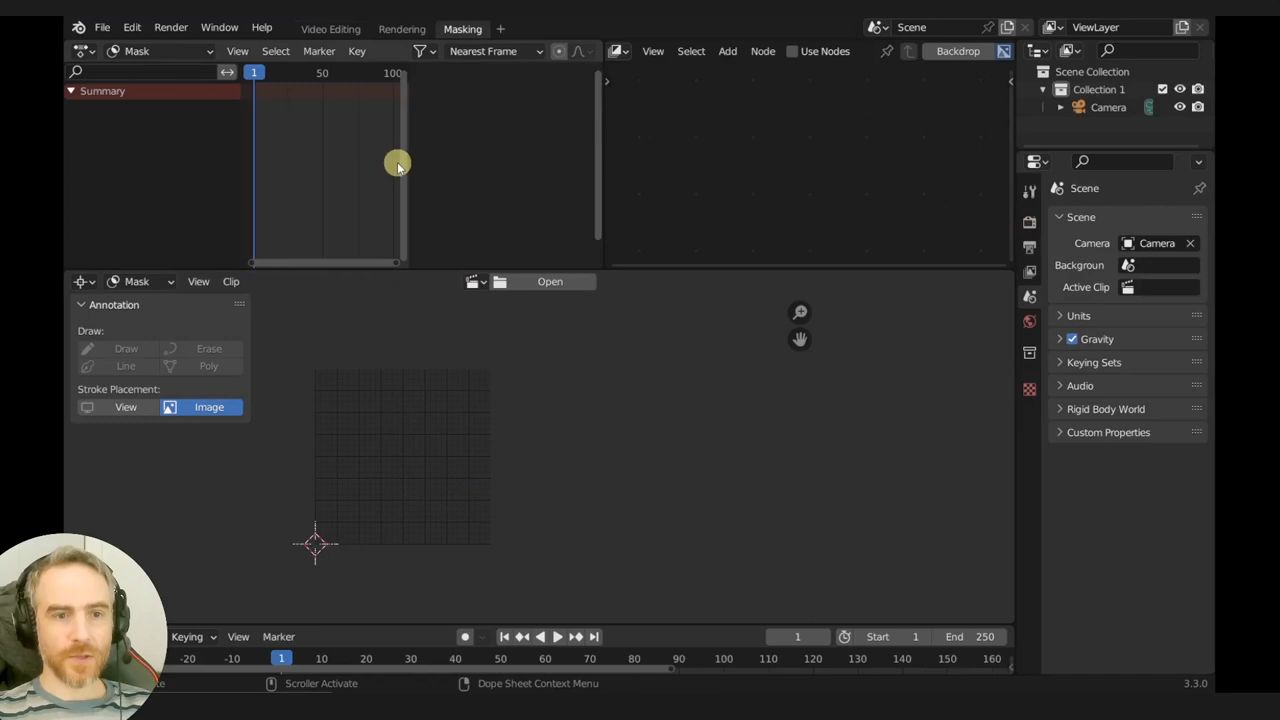 File Edit Render Window Help Video Editing Rendering Masking + Scene ViewLayer
Mask View Select Marker Key Nearest Frame View Select Add Node Use Nodes Backdrop
1 50 100
Summary
Scene Collection
Collection 1
Camera
Scene
Scene
Camera Camera
Backgroun
Active Clip
Units
Gravity
Keying Sets
Audio
Rigid Body World
Custom Properties
Mask View Clip Open
Annotation
Draw:
Draw Erase
Line Poly
Stroke Placement:
View Image
Keying View Marker 1 Start 1 End 250
-20 -10 1 10 20 30 40 50 60 70 80 90 100 110 120 130 140 150 160
Scroller Activate Dope Sheet Context Menu 3.3.0